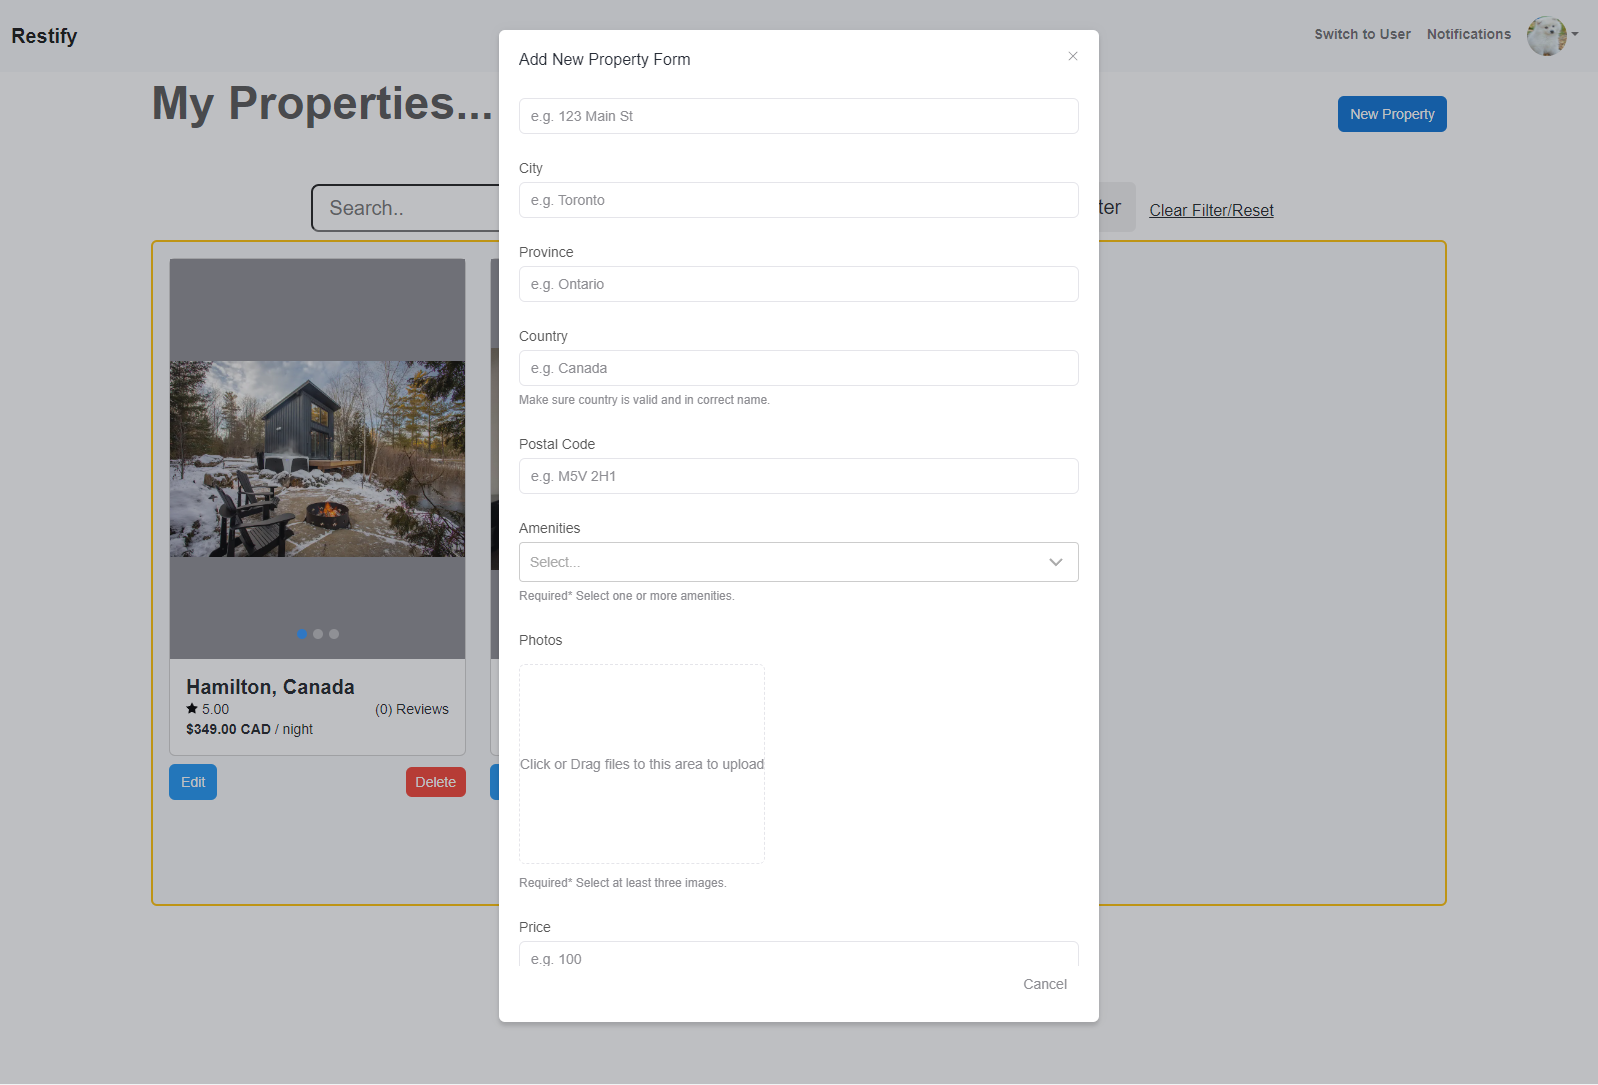 Restify
Switch to User
Notifications
My Properties...
New Property
Search..
ter
Clear Filter/Reset
Hamilton, Canada
5.00
(0) Reviews
$349.00 CAD / night
Edit
Delete
Add New Property Form
e.g. 123 Main St
City
e.g. Toronto
Province
e.g. Ontario
Country
e.g. Canada
Make sure country is valid and in correct name.
Postal Code
e.g. M5V 2H1
Amenities
Select...
Required* Select one or more amenities.
Photos
Click or Drag files to this area to upload
Required* Select at least three images.
Price
e.g. 100
Cancel